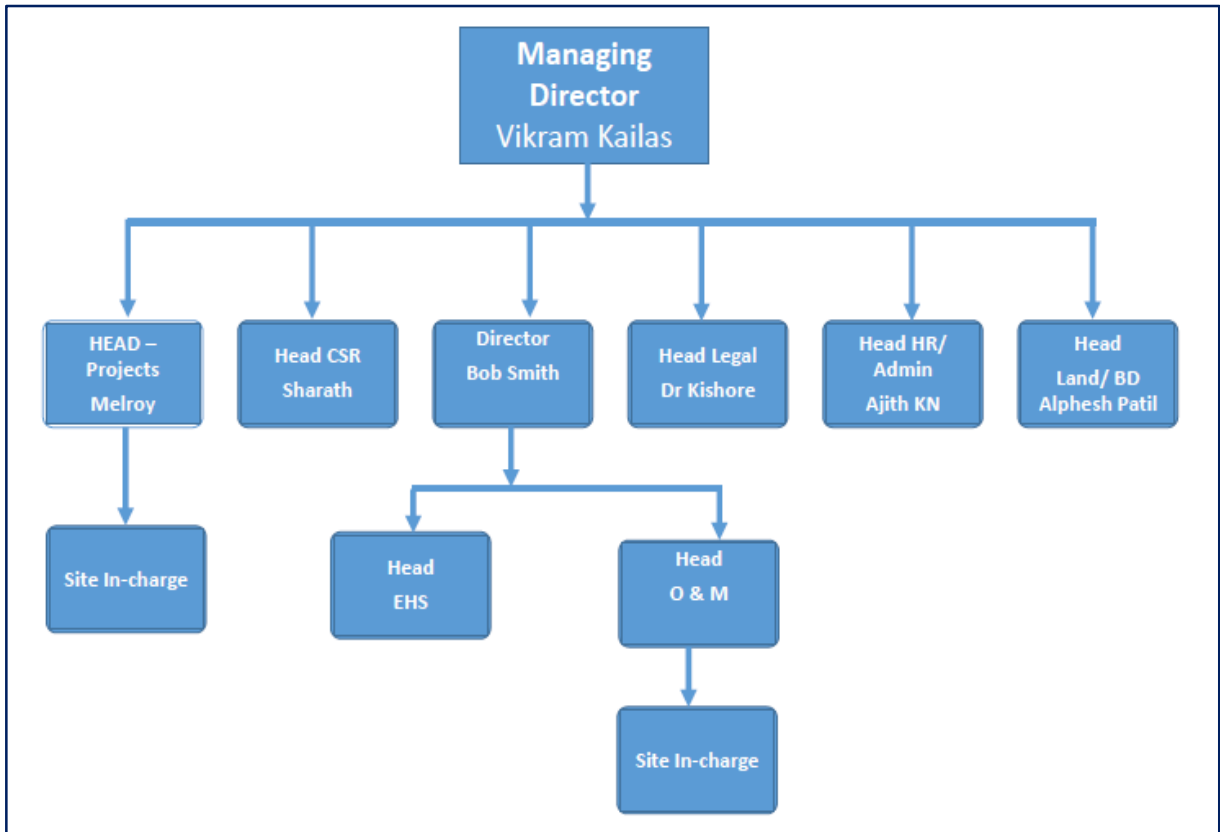 Managing
Director
Vikram Kailas
HEAD –
Projects
Melroy
Head CSR
Sharath
Director
Bob Smith
Head Legal
Dr Kishore
Head HR/
Admin
Ajith KN
Head
Land/ BD
Alphesh Patil
Site In-charge
Head
EHS
Head
O & M
Site In-charge